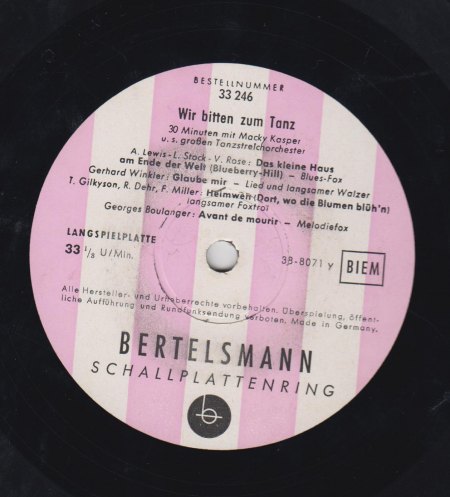 BESTELLNUMMER
33 246
Wir bitten zum Tanz
30 Minuten mit Macky Kasper
u. s. großen Tanzstreichorchester
A. Lewis - L. Stock - V. Rose: Das kleine Haus
am Ende der Welt (Blueberry-Hill) – Blues-Fox
Gerhard Winkler: Glaube mir – Lied und langsamer Walzer
T. Gilkyson, R. Dehr, F. Miller: Heimweh (Dort, wo die Blumen blüh'n)
langsamer Foxtrot
Georges Boulanger: Avant de mourir – Melodiefox
LANGSPIELPLATTE
33 1/3 U/Min.
38-8071 y BIEM
Alle Hersteller- und Urheberrechte vorbehalten. Überspielung, öffent-
liche Aufführung und Rundfunksendung verboten. Made in Germany.
BERTELSMANN
SCHALLPLATTENRING
b